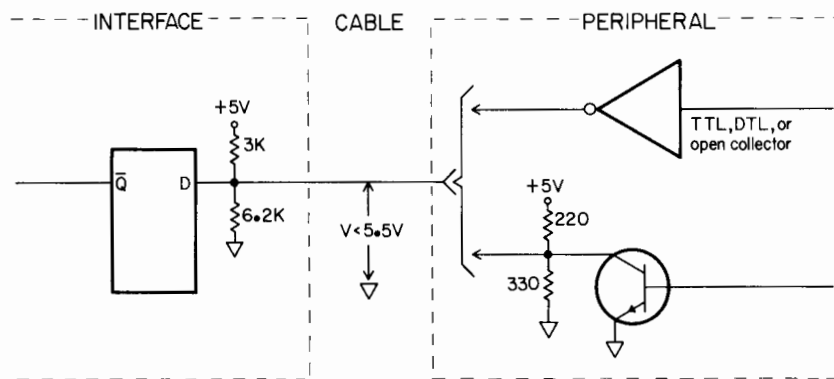 INTERFACE
CABLE
PERIPHERAL
+5V
3K
Q̅
D
6.2K
V<5.5V
TTL, DTL, or
open collector
+5V
220
330